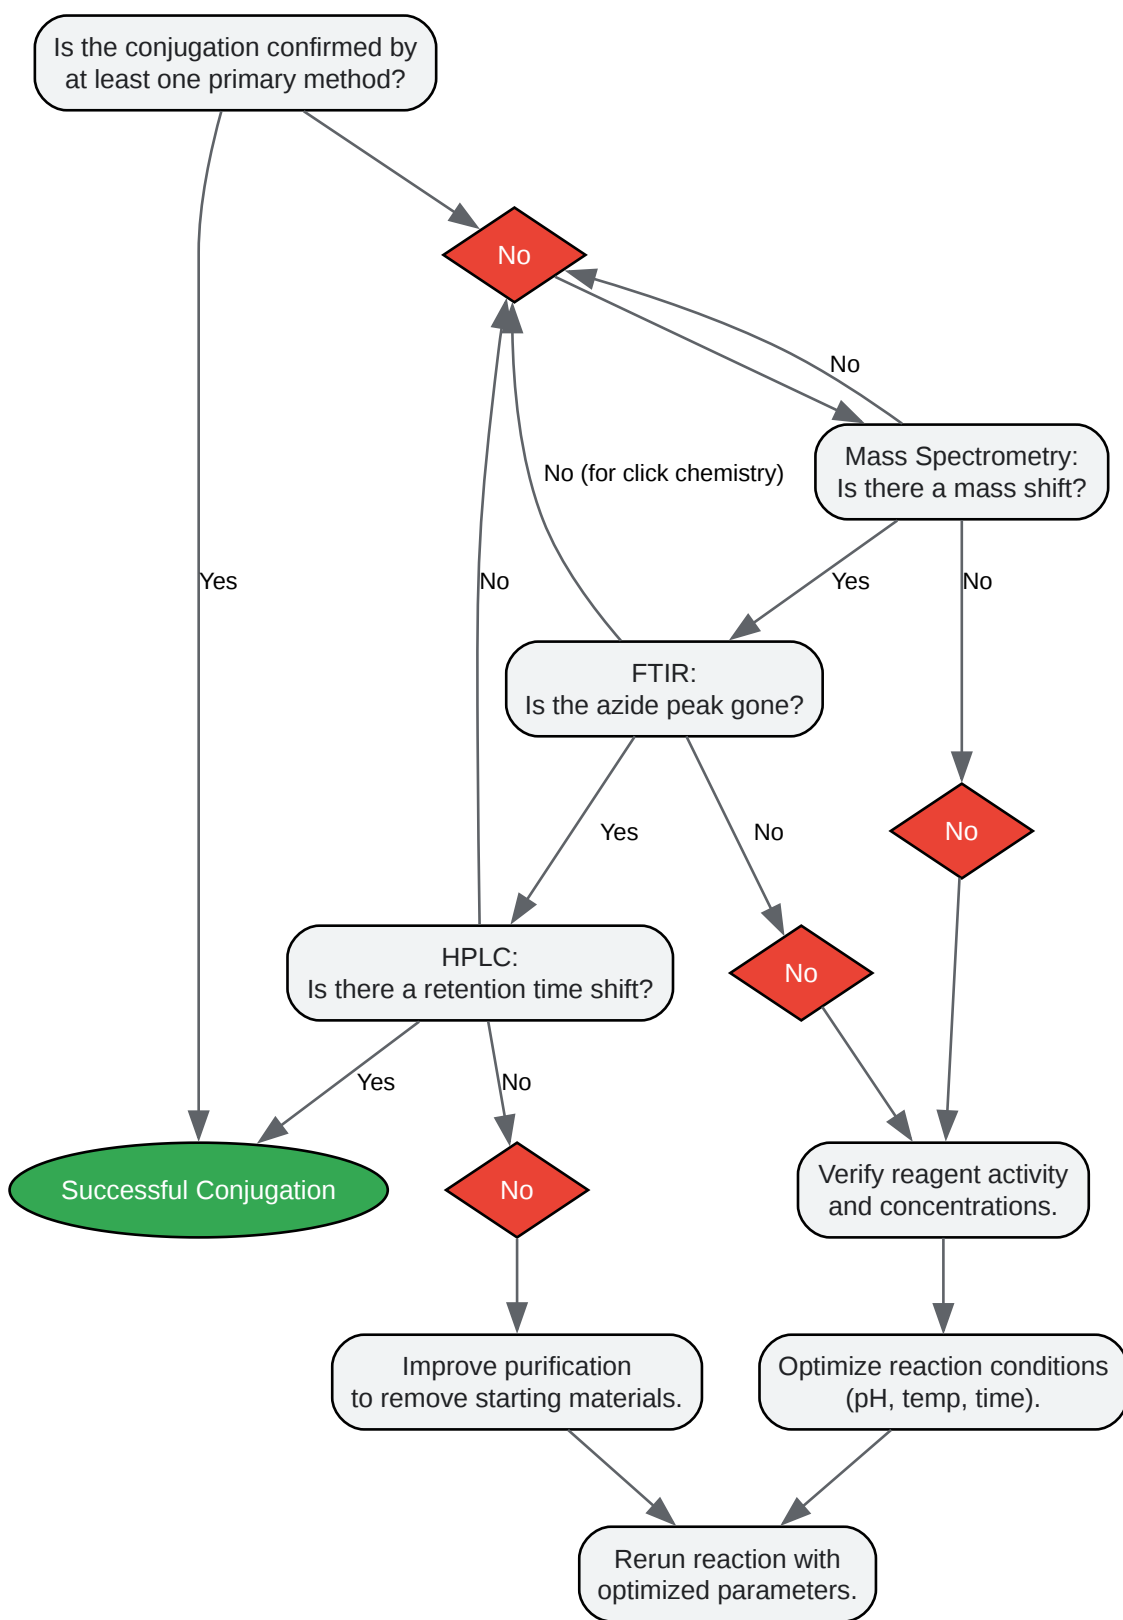 Is the conjugation confirmed by
at least one primary method?
No
No
Mass Spectrometry:
Is there a mass shift?
No (for click chemistry)
Yes
No
Yes
No
FTIR:
Is the azide peak gone?
Yes
No
No
HPLC:
Is there a retention time shift?
No
Yes
No
Successful Conjugation
No
Verify reagent activity
and concentrations.
Improve purification
to remove starting materials.
Optimize reaction conditions
(pH, temp, time).
Rerun reaction with
optimized parameters.